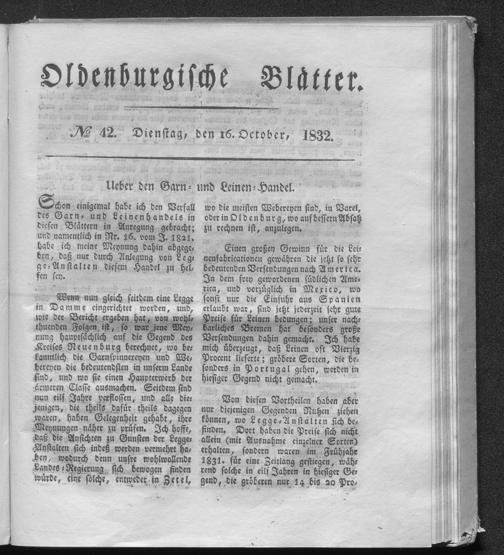 Oldenburgische Blätter.
№ 42. Dienstag, den 16. October, 1832.
Ueber den Garn- und Leinen-Handel.
Schon einigemal habe ich den Verfall
des Garn- und Leinenhandels in
diesen Blättern in Anregung gebracht;
und namentlich in Nr. 16. vom J. 1821.
habe ich meine Meynung dahin abgege-
ben, daß nur durch Anlegung von Leg
ge-Anstalten diesem Handel zu hel-
fen sey.
Wenn nun gleich seitdem eine Legge
in Damme eingerichtet worden, und,
wie der Bericht ergeben hat, von wohl-
thuenden Folgen ist, so war jene Mey-
nung hauptsächlich auf die Gegend des
Kreises Neuenburg berechnet, wo be-
kanntlich die Garnspinnereyen und We-
bereyen die bedeutendsten in unserm Lande
sind, und wo sie einen Haupterwerb der
ärmeren Classe ausmachen. Seitdem sind
nun eilf Jahre verflossen, und alle die-
jenigen, die theils dafür theils dagegen
waren, haben Gelegenheit gehabt, ihre
Meynungen näher zu prüfen. Ich hoffe,
daß die Ansichten zu Gunsten der Legge-
Anstalten sich indeß werden vermehrt ha-
ben, wodurch denn unsre wohlwollende
Landes-Regierung sich bewogen finden
würde, eine solche, entweder in Zetel,
wo die meisten Webereyen sind, in Varel,
oder in Oldenburg, wo auf bessern Absatz
zu rechnen ist, anzulegen.
Einen großen Gewinn für die Lei-
nenfabricationen gewähren die jetzt so sehr
bedeutenden Versendungen nach America.
In dem frey gewordenen südlichen Ame-
rica, und vorzüglich in Mexico, wo
sonst nur die Einfuhr aus Spanien
erlaubt war, sind jetzt jederzeit sehr gute
Preise für Leinen bedungen; unser nach-
barliches Bremen hat besonders große
Versendungen dahin gemacht. Ich habe
mich überzeugt, daß Leinen oft Vierzig
Procent lieferte; gröbere Sorten, die be-
sonders in Portugal gehen, werden in
hiesiger Gegend nicht gemacht.
Von diesen Vortheilen haben aber
nur diejenigen Gegenden Nutzen ziehen
können, wo Legge-Anstalten sich be-
finden. Dort haben die Preise sich nicht
allein (mit Ausnahme einzelner Sorten)
erhalten, sondern waren im Frühjahr
1831. für eine Zeitlang gestiegen, wäh
rend solche in eilf Jahren in hiesiger Ge-
gend, die gröberen nur 14 bis 20 Pro-